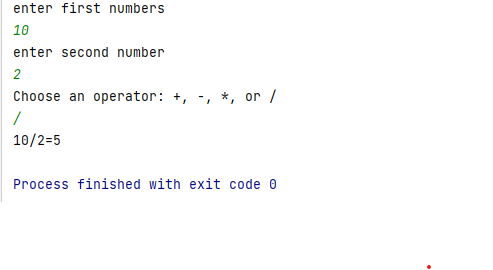 enter first numbers
10
enter second number
2
Choose an operator: +, -, *, or /
/
10/2=5
Process finished with exit code 0